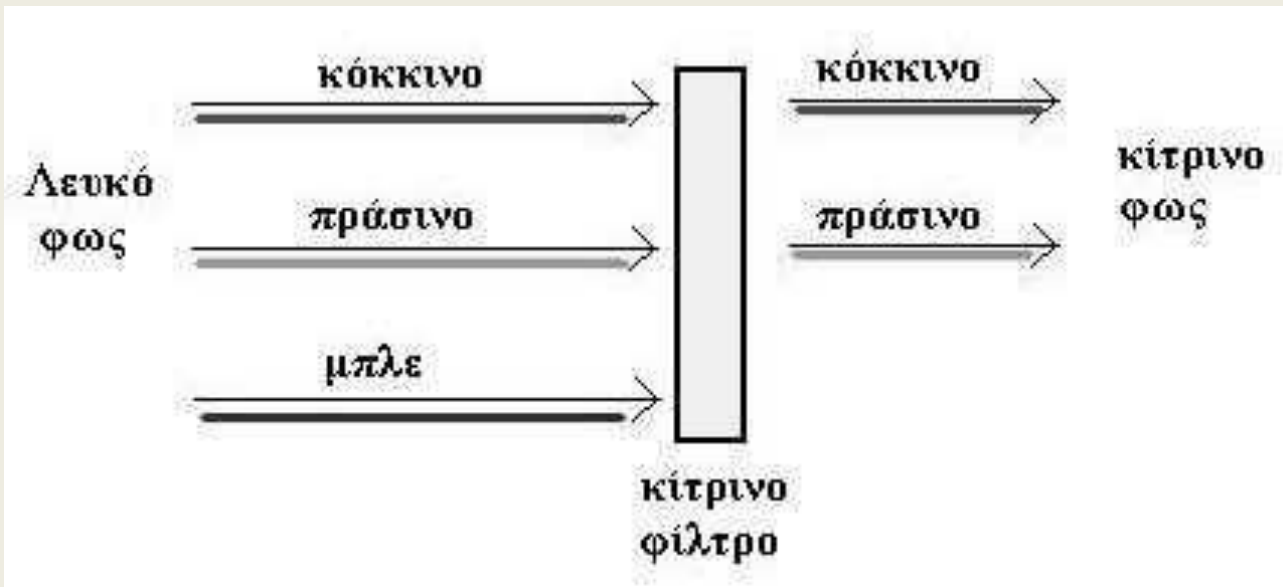 κόκκινο
κόκκινο
Λευκό
φως
κίτρινο
φως
πράσινο
πράσινο
μπλε
κίτρινο
φίλτρο